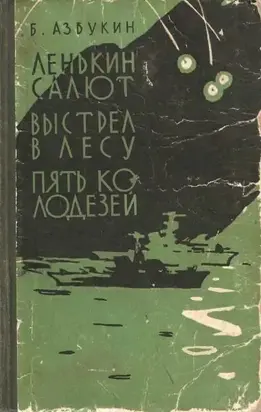 Б. АЗБУКИН
ЛЕНЬКИН
САЛЮТ
ВЫСТРЕЛ
В ЛЕСУ
ПЯТЬ КО
ЛОДЕЗЕЙ